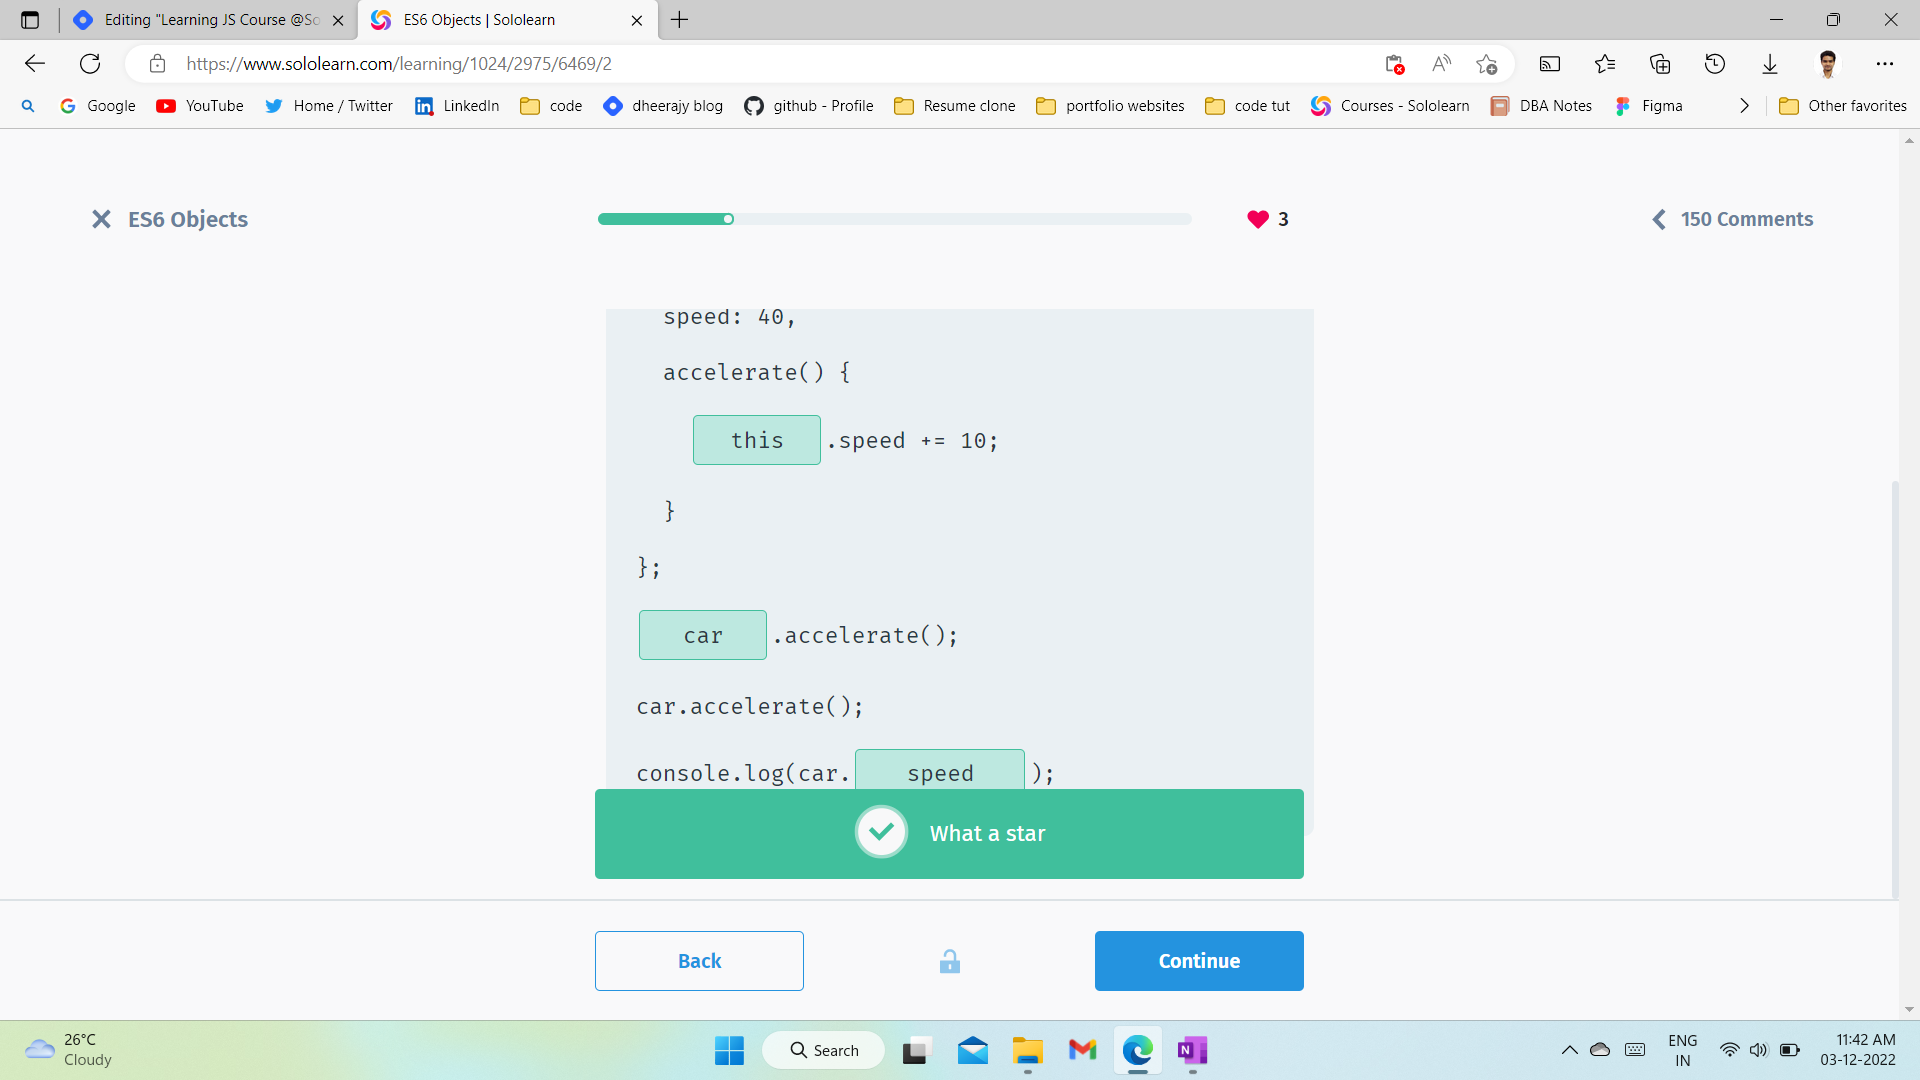 Editing "Learning JS Course @So
ES6 Objects | Sololearn
https://www.sololearn.com/learning/1024/2975/6469/2
Google
YouTube
Home / Twitter
LinkedIn
code
dheerajy blog
github - Profile
Resume clone
portfolio websites
code tut
Courses - Sololearn
DBA Notes
Figma
Other favorites
ES6 Objects
3
150 Comments
speed: 40,
accelerate() {
this.speed += 10;
}
};
car.accelerate();
car.accelerate();
console.log(car.speed);
What a star
Back
Continue
26°C
Cloudy
Search
ENG
IN
11:42 AM
03-12-2022